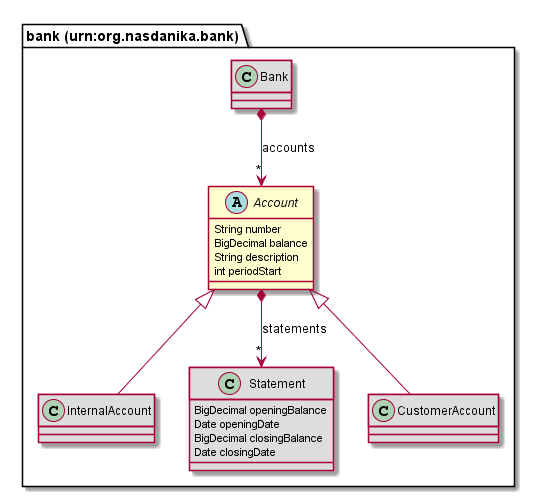 bank (urn:org.nasdanika.bank)
C Bank
accounts
*
A Account
String number
BigDecimal balance
String description
int periodStart
statements
*
C InternalAccount
C Statement
BigDecimal openingBalance
Date openingDate
BigDecimal closingBalance
Date closingDate
C CustomerAccount